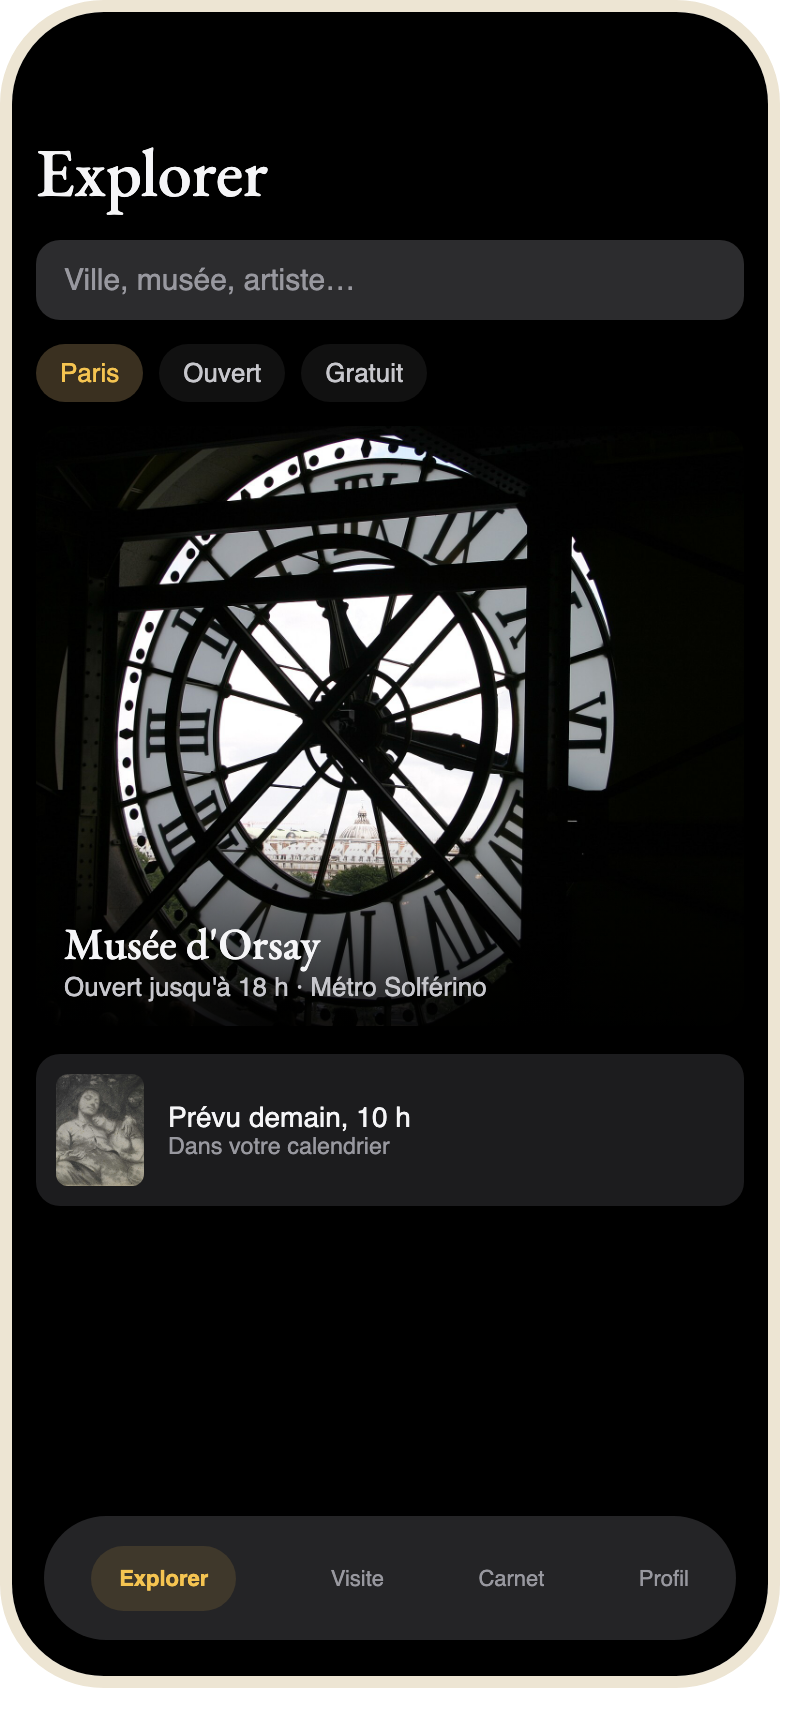 Explorer
Ville, musée, artiste…
Paris
Ouvert
Gratuit
Musée d'Orsay
Ouvert jusqu'à 18 h · Métro Solférino
Prévu demain, 10 h
Dans votre calendrier
Explorer
Visite
Carnet
Profil